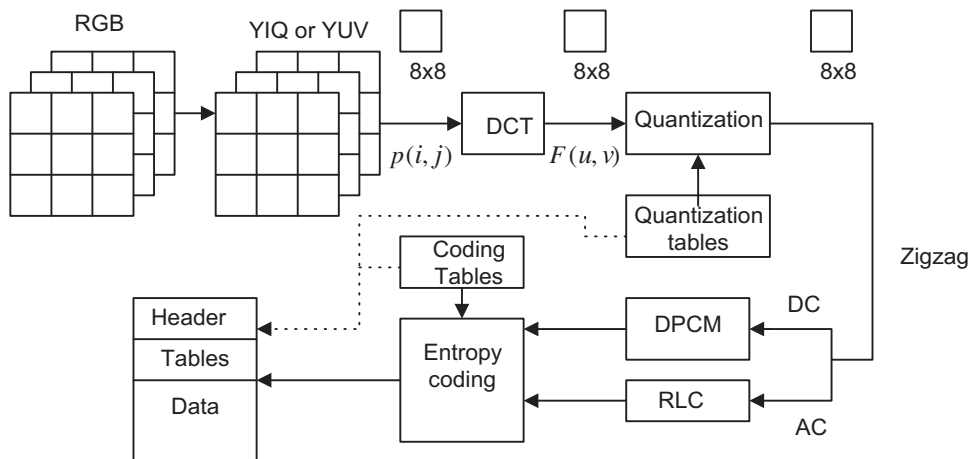 RGB
YIQ or YUV
8x8
8x8
8x8
DCT
Quantization
p(i, j)
F(u, v)
Quantization
tables
Zigzag
Coding
Tables
Header
Tables
Data
Entropy
coding
DPCM
DC
RLC
AC